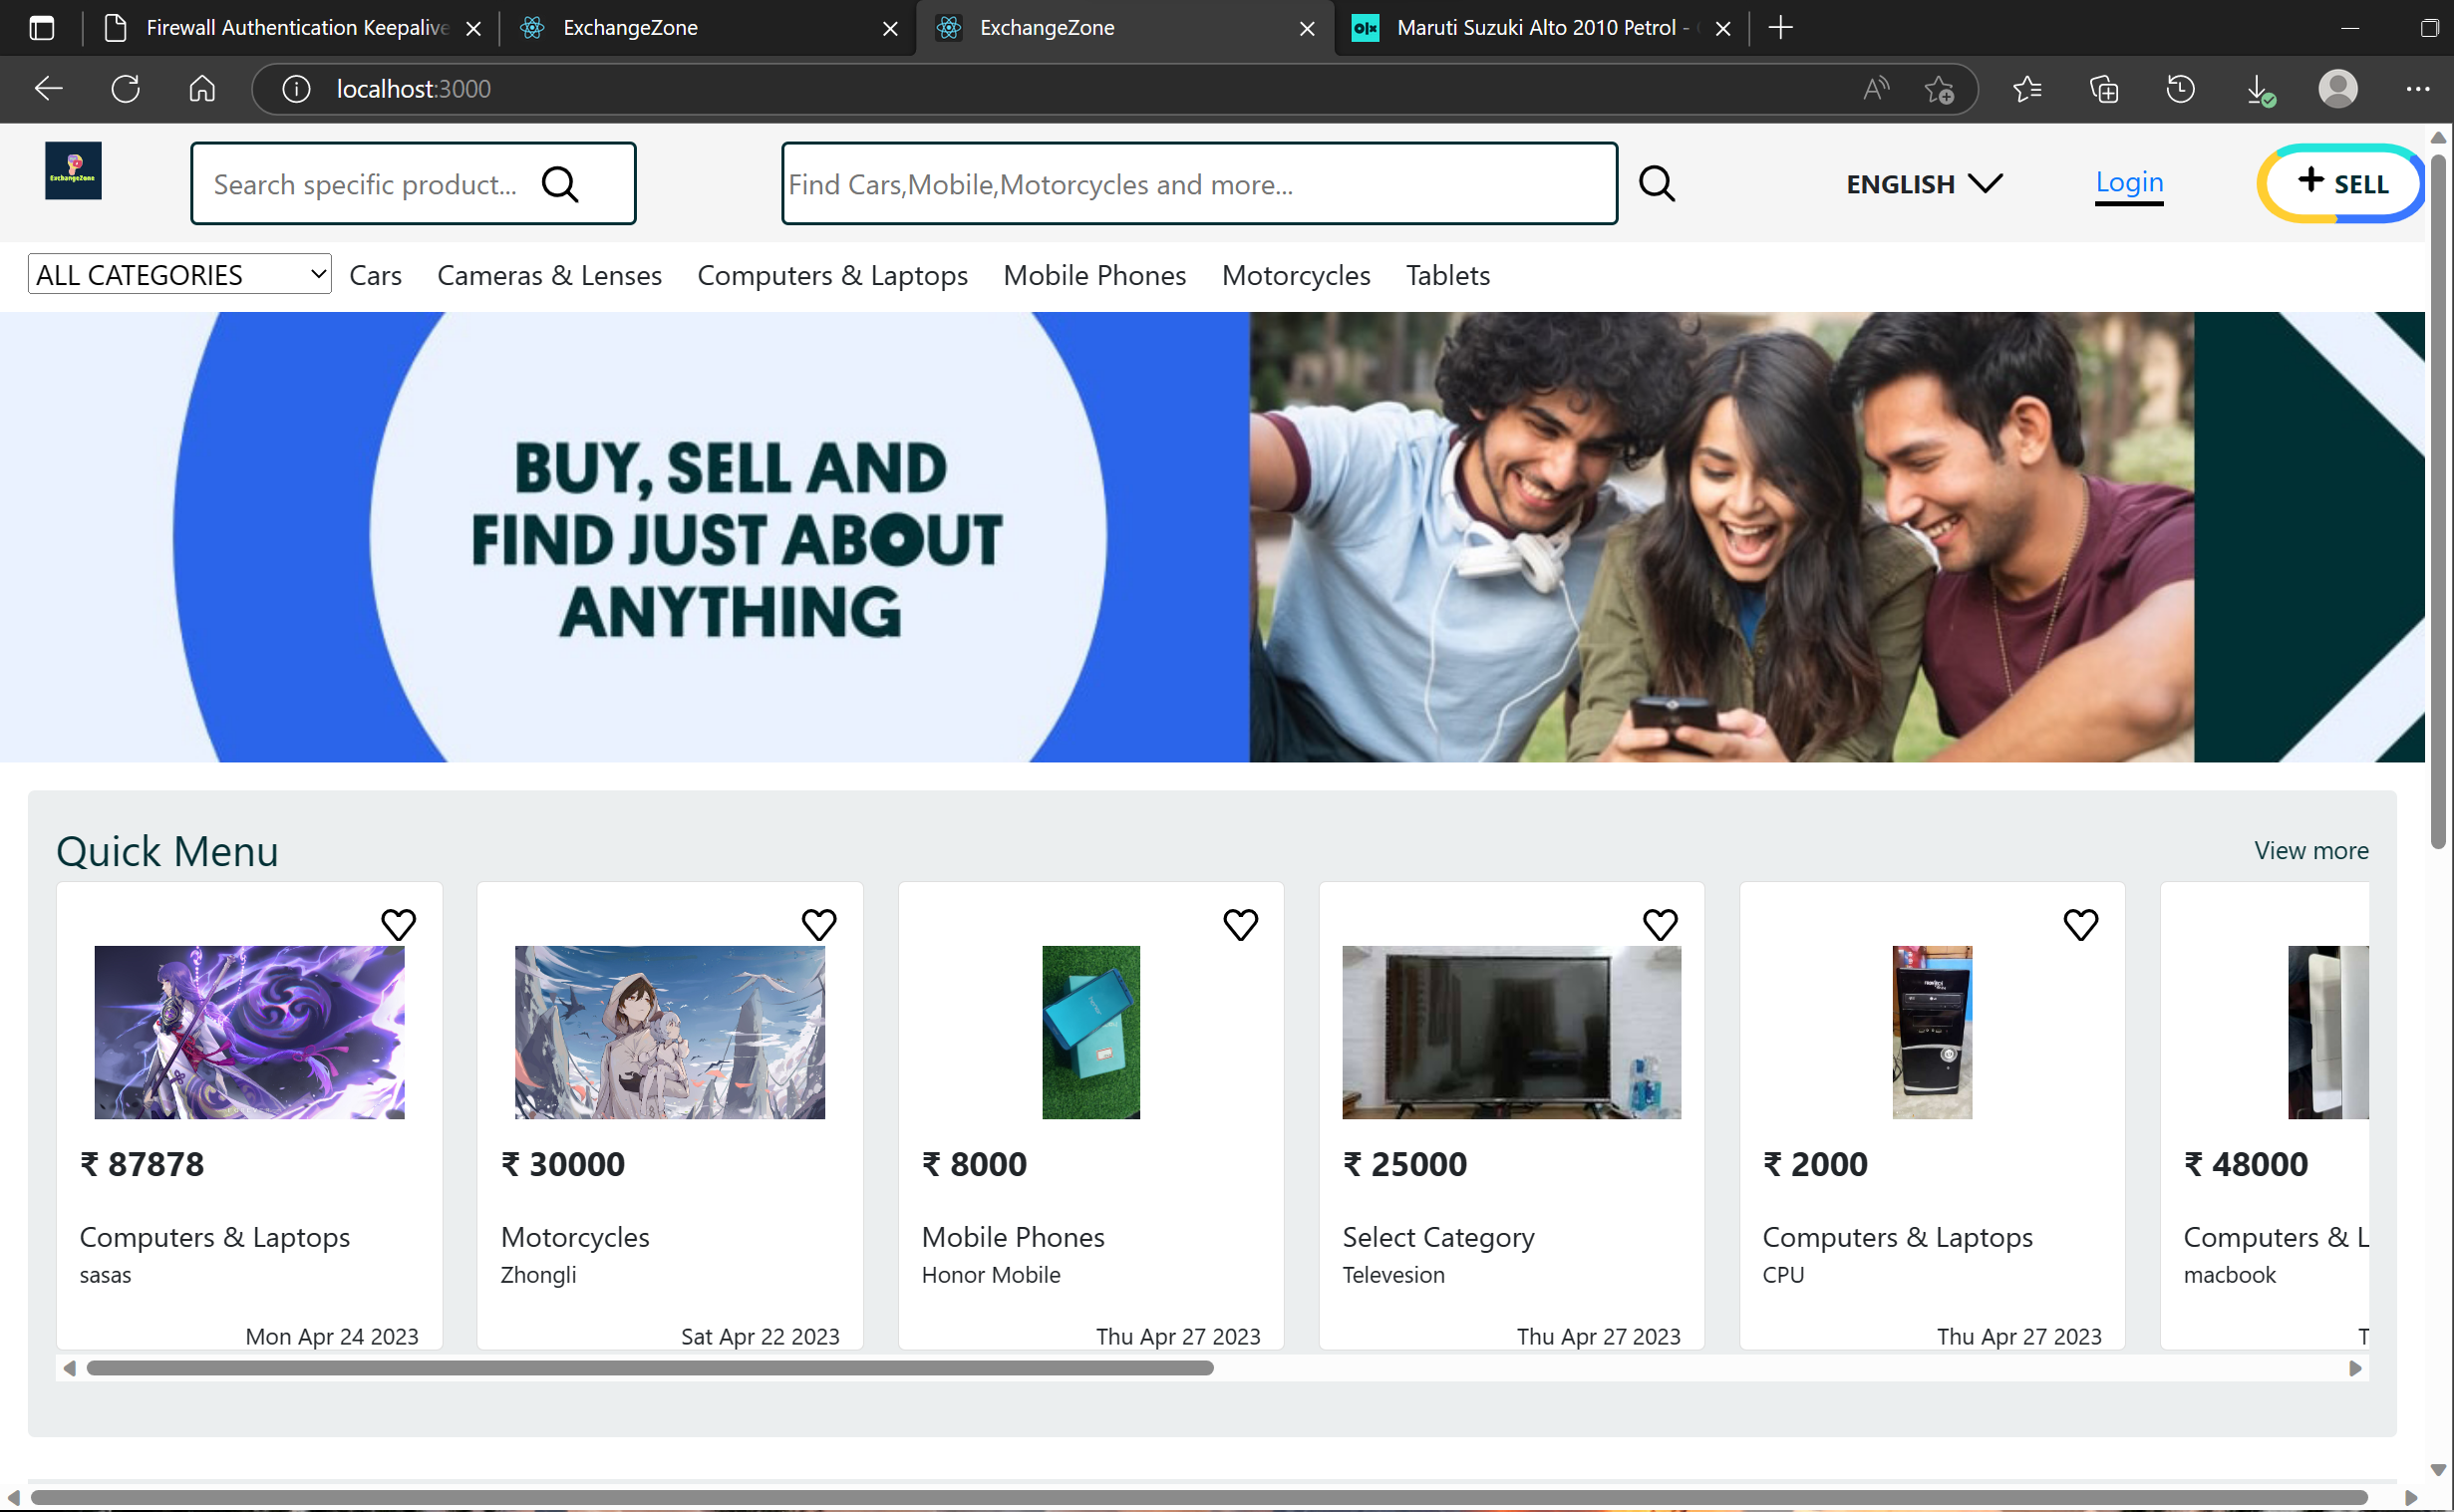 Firewall Authentication Keepalive
ExchangeZone
ExchangeZone
olx
Maruti Suzuki Alto 2010 Petrol -
localhost:3000
ExchangeZone
Search specific product...
Find Cars,Mobile,Motorcycles and more...
ENGLISH
Login
+ SELL
ALL CATEGORIES
Cars
Cameras & Lenses
Computers & Laptops
Mobile Phones
Motorcycles
Tablets
BUY, SELL AND
FIND JUST ABOUT
ANYTHING
Quick Menu
View more
₹ 87878
Computers & Laptops
sasas
Mon Apr 24 2023
₹ 30000
Motorcycles
Zhongli
Sat Apr 22 2023
₹ 8000
Mobile Phones
Honor Mobile
Thu Apr 27 2023
₹ 25000
Select Category
Televesion
Thu Apr 27 2023
₹ 2000
Computers & Laptops
CPU
Thu Apr 27 2023
₹ 48000
Computers & L
macbook
T